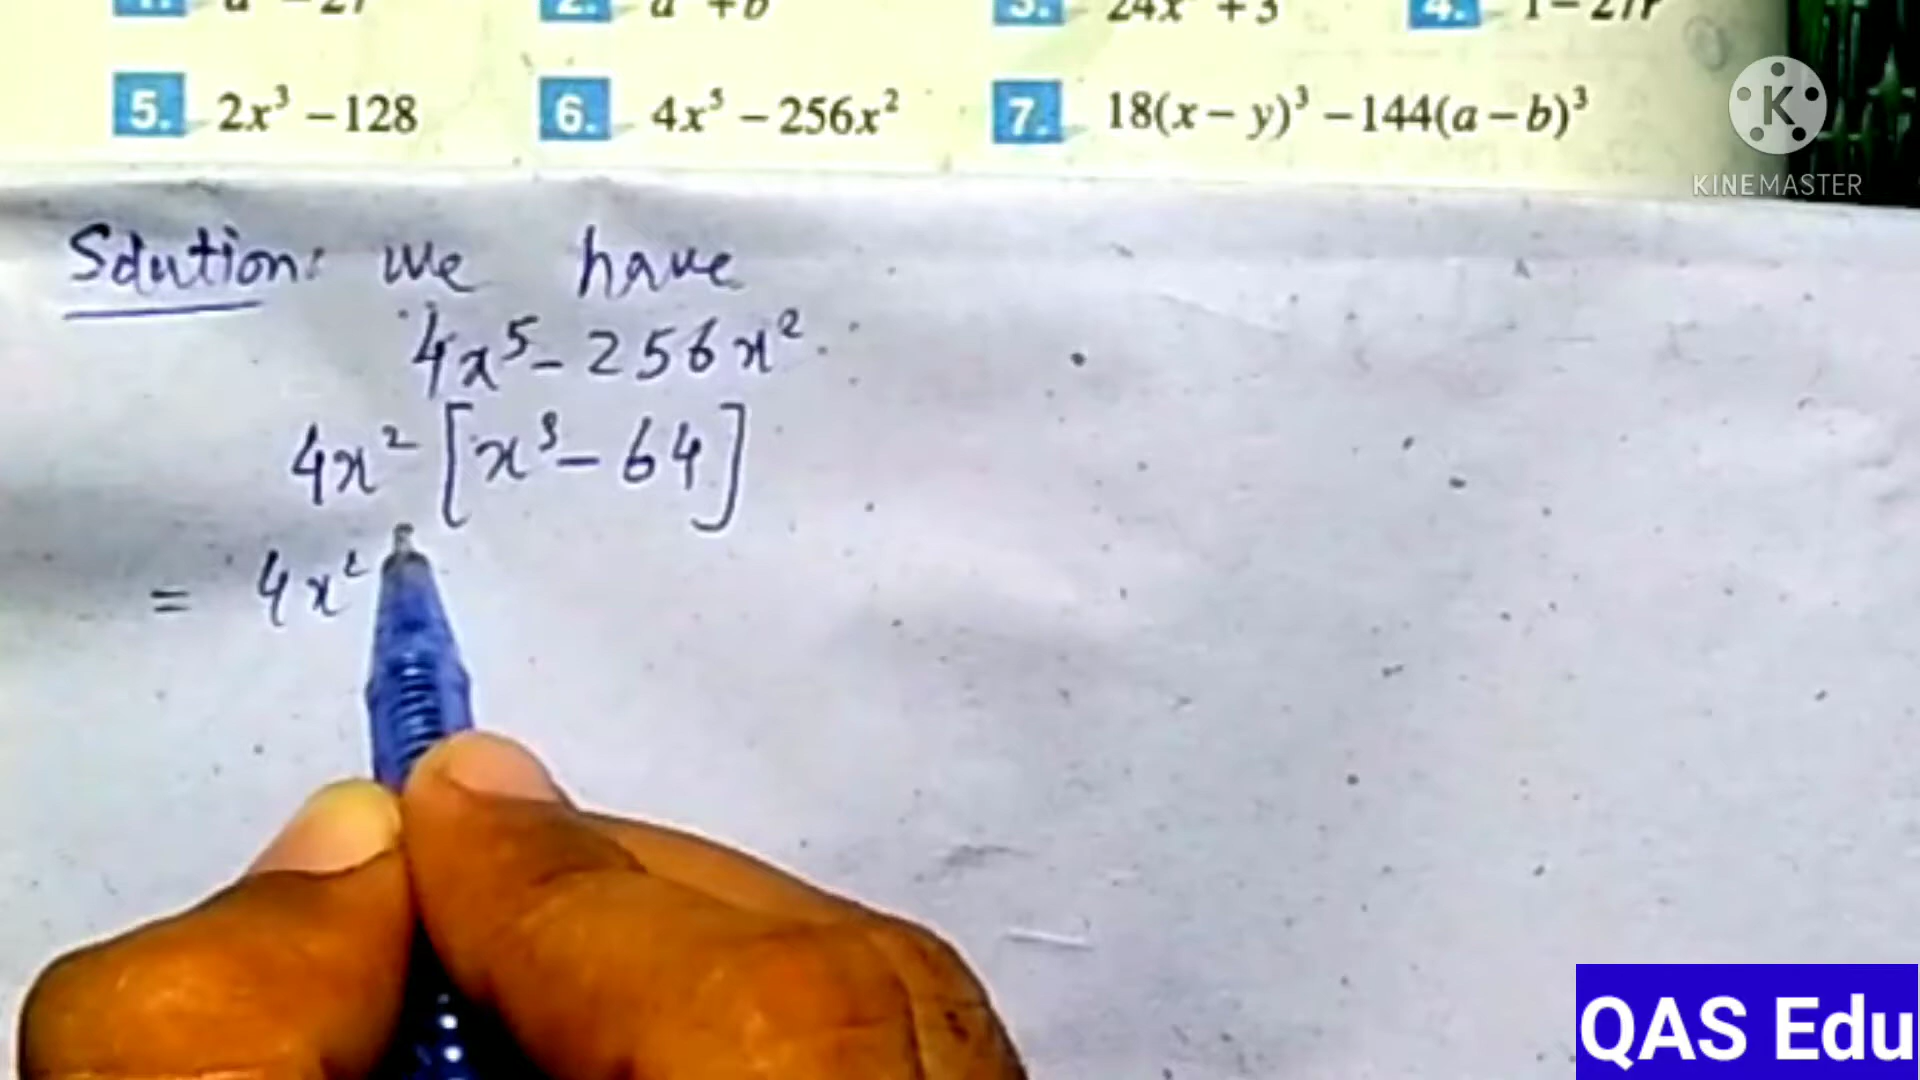 5. 2x³ – 128 6. 4x⁵ – 256x² 7. 18(x – y)³ – 144(a – b)³
K
KINEMASTER
Solution: we have
4x⁵ - 256x²
4x² [x³ - 64]
= 4x²
QAS Edu